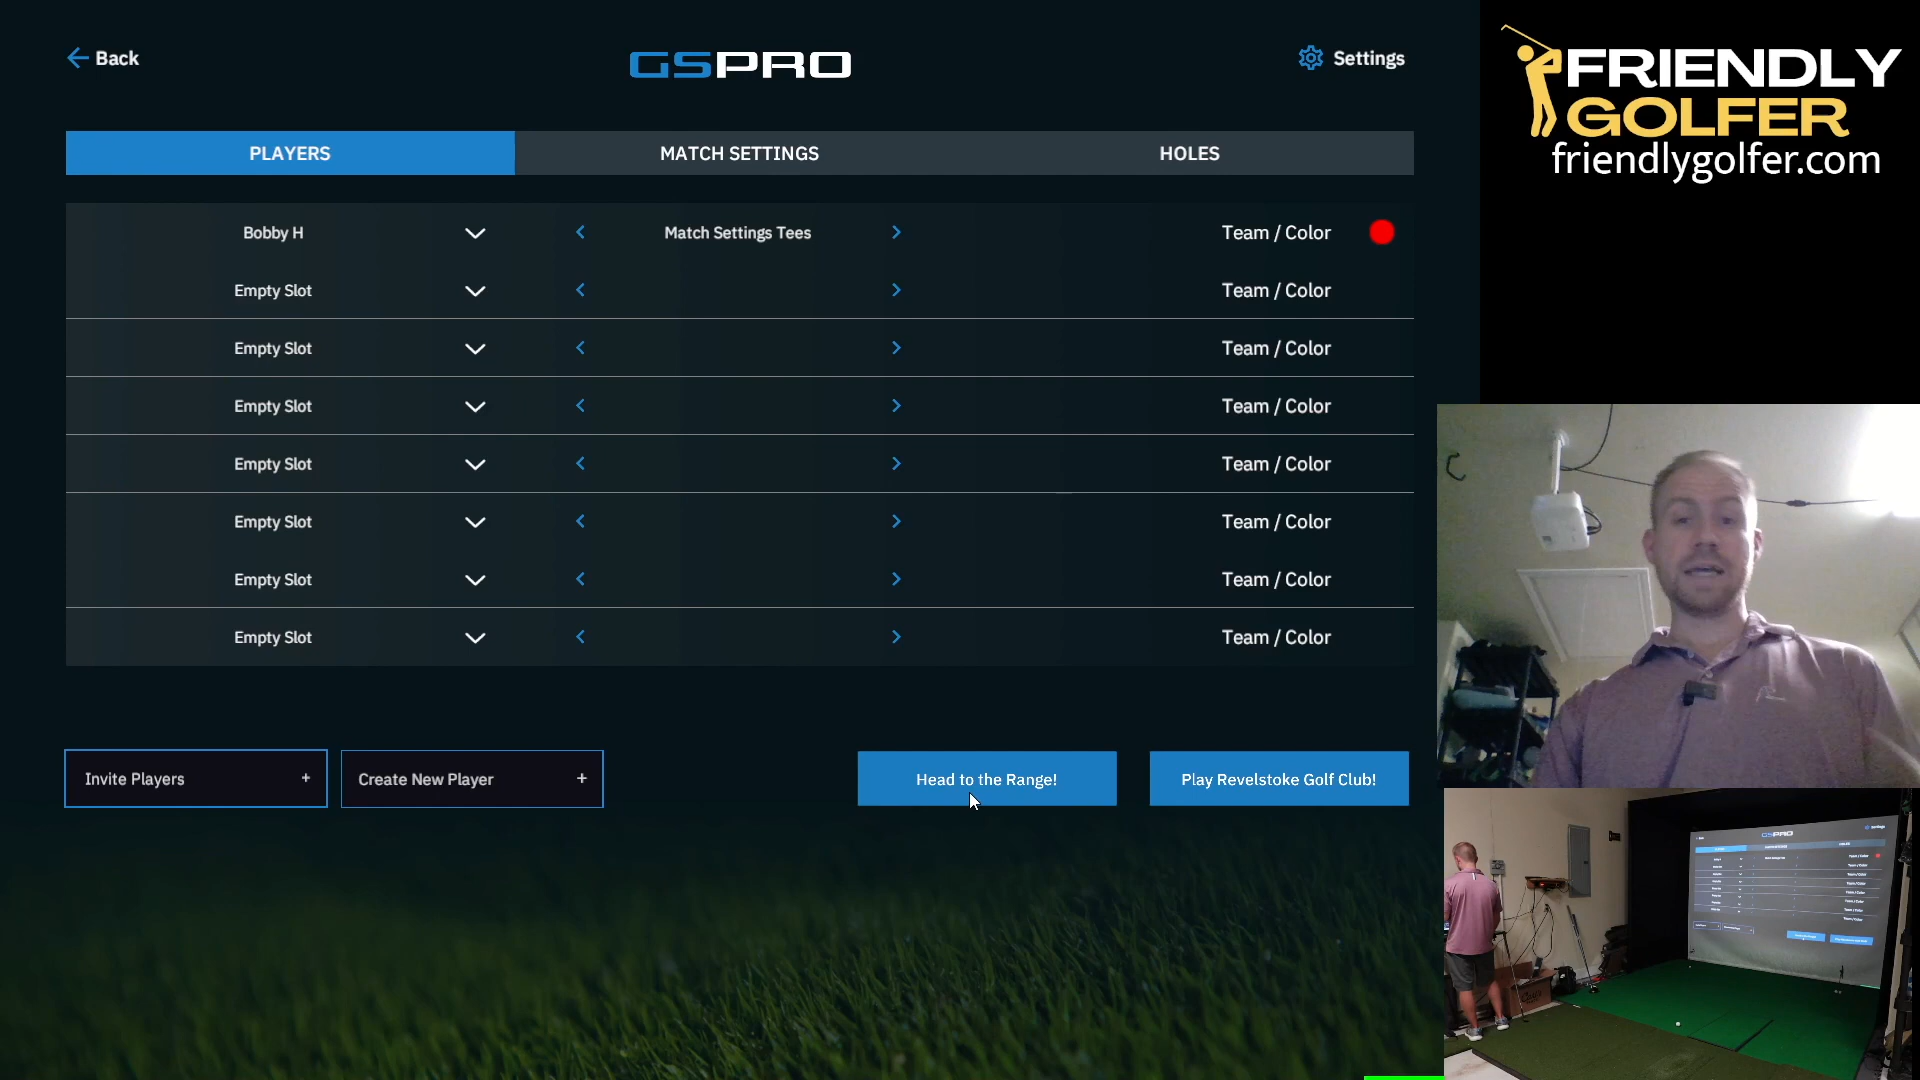 Back
GSPRO
Settings
FRIENDLY
GOLFER
friendlygolfer.com
PLAYERS
MATCH SETTINGS
HOLES
Bobby H
Match Settings Tees
Team / Color
Empty Slot
Team / Color
Empty Slot
Team / Color
Empty Slot
Team / Color
Empty Slot
Team / Color
Empty Slot
Team / Color
Empty Slot
Team / Color
Empty Slot
Team / Color
Invite Players +
Create New Player +
Head to the Range!
Play Revelstoke Golf Club!
GSPRO